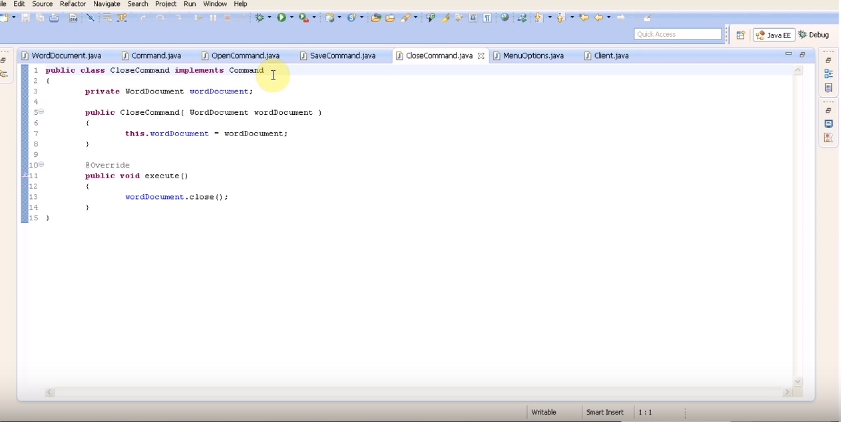 File Edit Source Refactor Navigate Search Project Run Window Help
Quick Access
Java EE
Debug
WordDocument.java Command.java OpenCommand.java SaveCommand.java CloseCommand.java MenuOptions.java Client.java
1 public class CloseCommand implements Command
2 {
3 private WordDocument wordDocument;
4
5 public CloseCommand( WordDocument wordDocument )
6 {
7 this.wordDocument = wordDocument;
8 }
9
10 @Override
11 public void execute()
12 {
13 wordDocument.close();
14 }
15 }
Writable Smart Insert 1 : 1